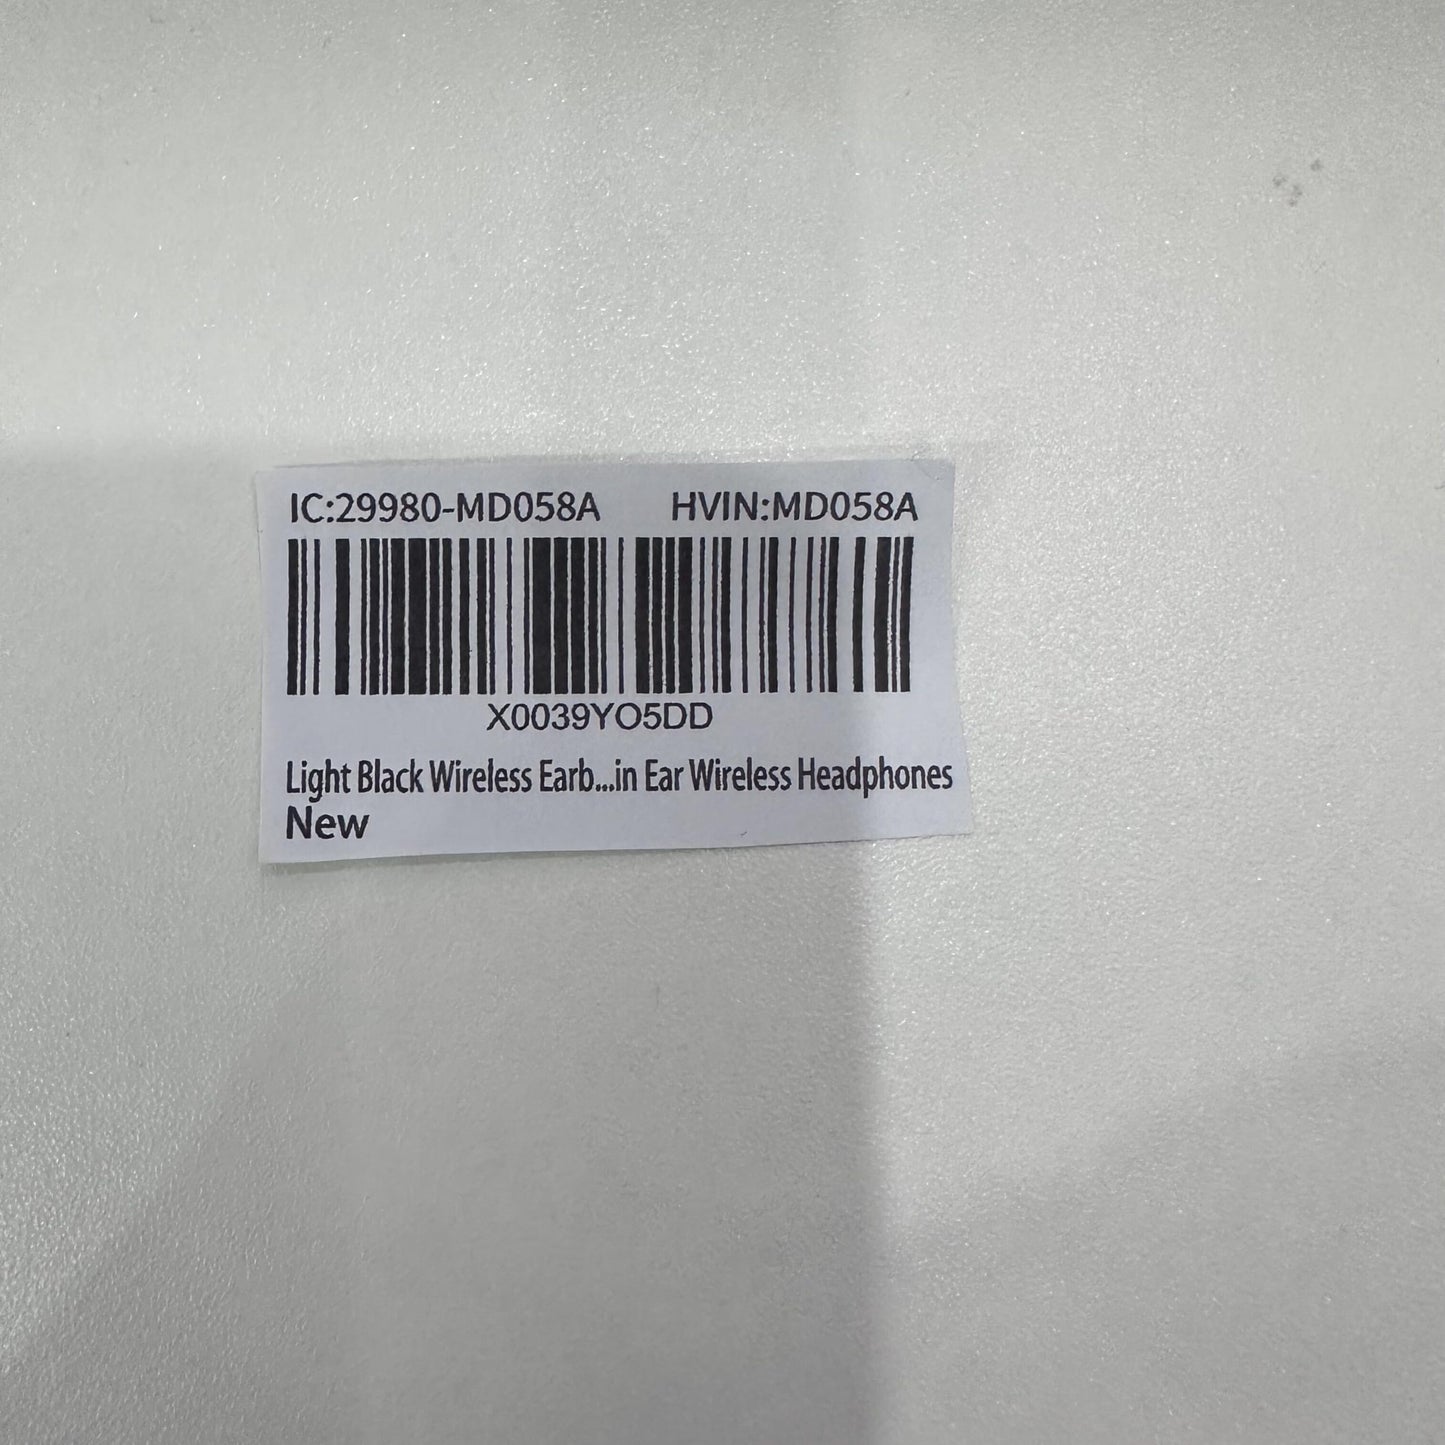 IC:29980-MD058A HVIN:MD058A
X0039YO5DD
Light Black Wireless Earb...in Ear Wireless Headphones
New